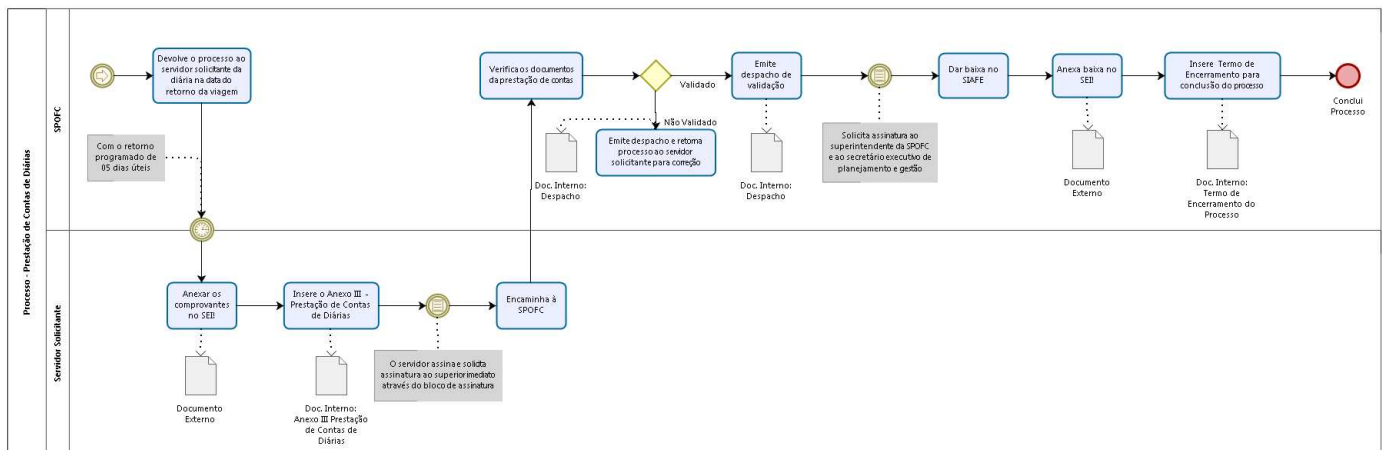 Processo - Prestação de Contas de Diárias
SPOFC
Devolve o processo ao
servidor solicitante da
diária na data do
retorno da viagem
Com o retorno
programado de
05 dias úteis
Verifica os documentos
da prestação de contas
Validado
Não Validado
Emite despacho e retorna
processo ao servidor
solicitante para correção
Doc. Interno:
Despacho
Emite
despacho de
validação
Doc. Interno:
Despacho
Solicita assinatura ao
superintendente da SPOFC
e ao secretário executivo de
planejamento e gestão
Dar baixa no
SIAFE
Anexa baixa no
SEI!
Documento
Externo
Insere Termo de
Encerramento para
conclusão do processo
Doc. Interno:
Termo de
Encerramento do
Processo
Conclui
Processo
Servidor Solicitante
Anexar os
comprovantes
no SEI!
Documento
Externo
Insere o Anexo III -
Prestação de Contas
de Diárias
Doc. Interno:
Anexo III Prestação
de Contas de
Diárias
O servidor assina e solicita
assinatura ao superior imediato
através do bloco de assinatura
Encaminha à
SPOFC